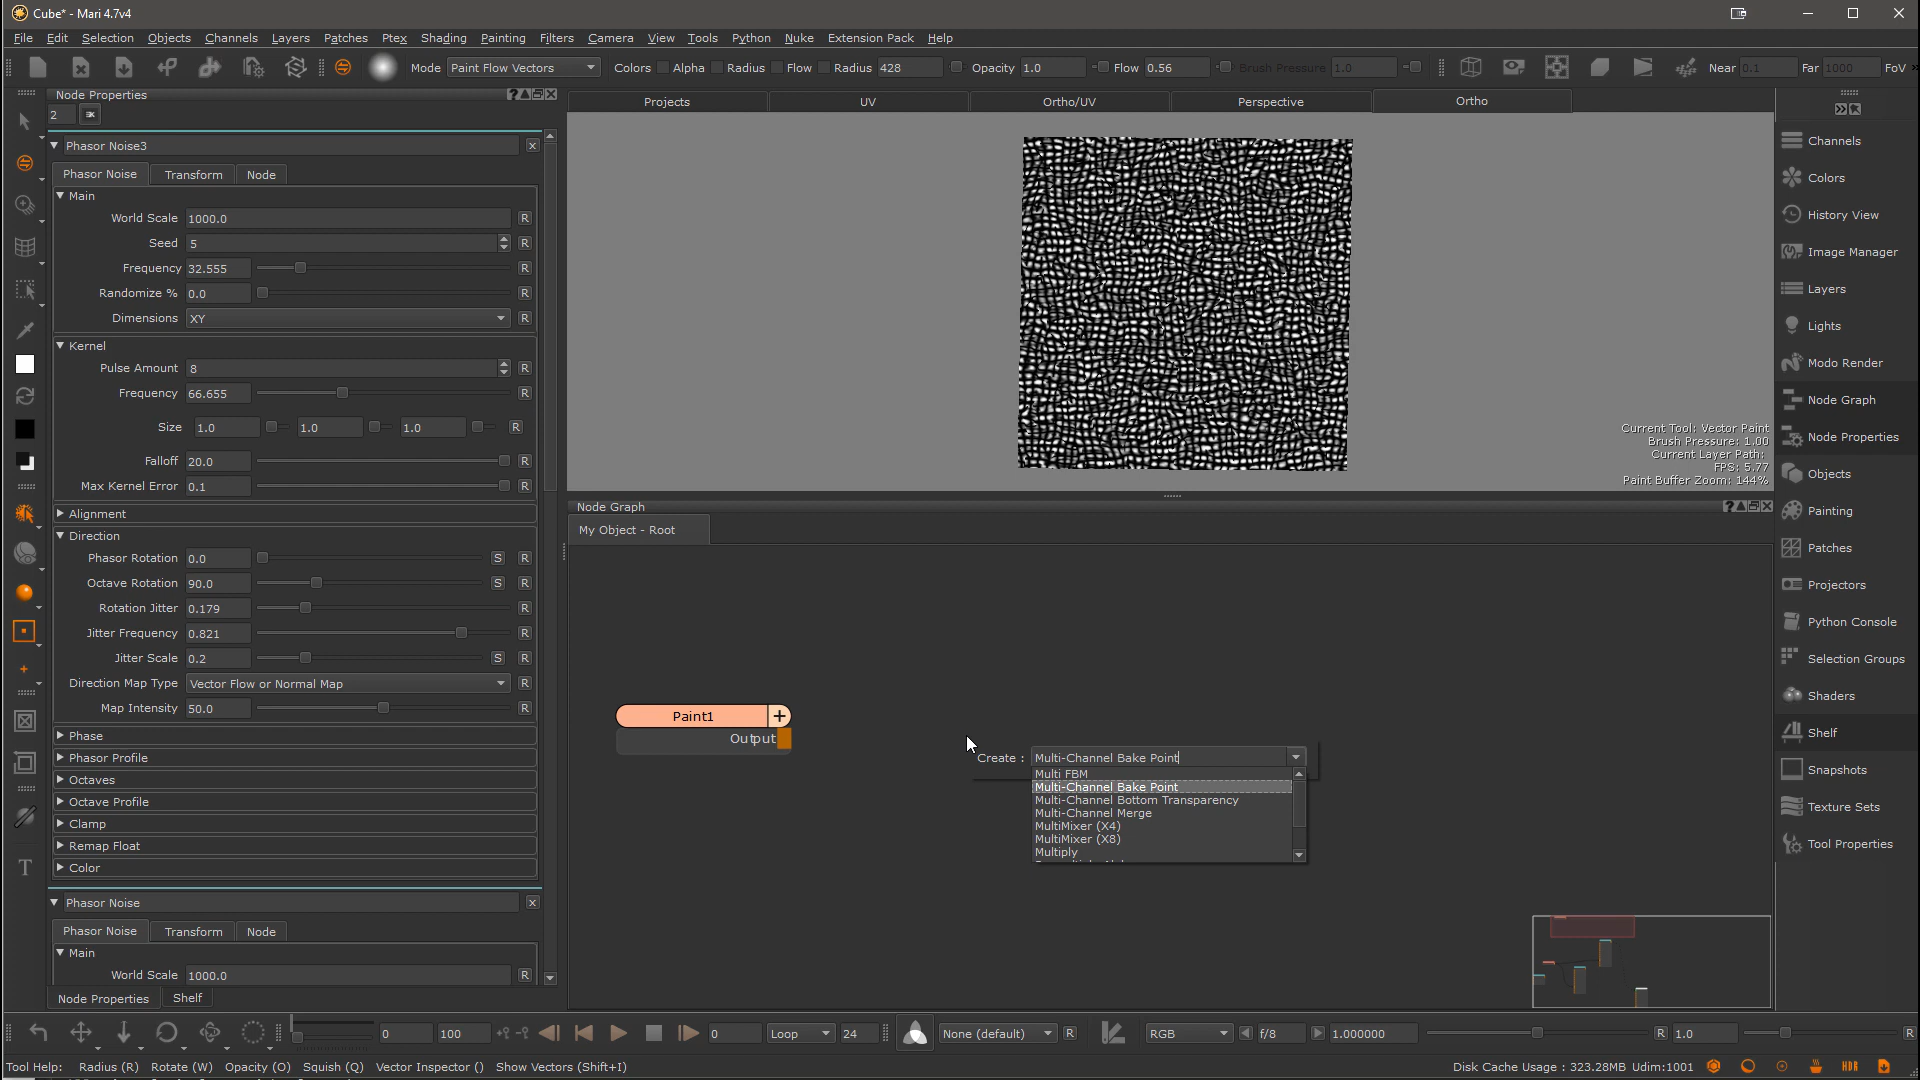 Cube* - Mari 4.7v4
File Edit Selection Objects Channels Layers Patches Ptex Shading Painting Filters Camera View Tools Python Nuke Extension Pack Help
Mode Paint Flow Vectors Colors Alpha Radius Flow Radius 428 Opacity 1.0 Flow 0.56 Brush Pressure 1.0 Near 0.1 Far 1000 FoV
Node Properties
Projects UV Ortho/UV Perspective Ortho
2
Phasor Noise3
Phasor Noise Transform Node
Main
World Scale 1000.0 R
Seed 5 R
Frequency 32.555 R
Randomize % 0.0 R
Dimensions XY R
Kernel
Pulse Amount 8 R
Frequency 66.655 R
Size 1.0 1.0 1.0 R
Falloff 20.0 R
Max Kernel Error 0.1 R
Alignment
Direction
Phasor Rotation 0.0 S R
Octave Rotation 90.0 S R
Rotation Jitter 0.179 R
Jitter Frequency 0.821 R
Jitter Scale 0.2 S R
Direction Map Type Vector Flow or Normal Map R
Map Intensity 50.0 R
Phase
Phasor Profile
Octaves
Octave Profile
Clamp
Remap Float
Color
Phasor Noise
Phasor Noise Transform Node
Main
World Scale 1000.0 R
Node Properties Shelf
Current Tool: Vector Paint
Brush Pressure: 1.00
Current Layer Path:
FPS: 5.77
Paint Buffer Zoom: 144%
Node Graph
My Object - Root
Paint1 +
Output
Create : Multi-Channel Bake Point
Multi FBM
Multi-Channel Bake Point
Multi-Channel Bottom Transparency
Multi-Channel Merge
MultiMixer (X4)
MultiMixer (X8)
Multiply
Channels
Colors
History View
Image Manager
Layers
Lights
Modo Render
Node Graph
Node Properties
Objects
Painting
Patches
Projectors
Python Console
Selection Groups
Shaders
Shelf
Snapshots
Texture Sets
Tool Properties
0 100 0 Loop 24 None (default) R RGB f/8 1.000000 R 1.0 R
Tool Help: Radius (R) Rotate (W) Opacity (O) Squish (Q) Vector Inspector () Show Vectors (Shift+I)
Disk Cache Usage : 323.28MB Udim:1001 HDR